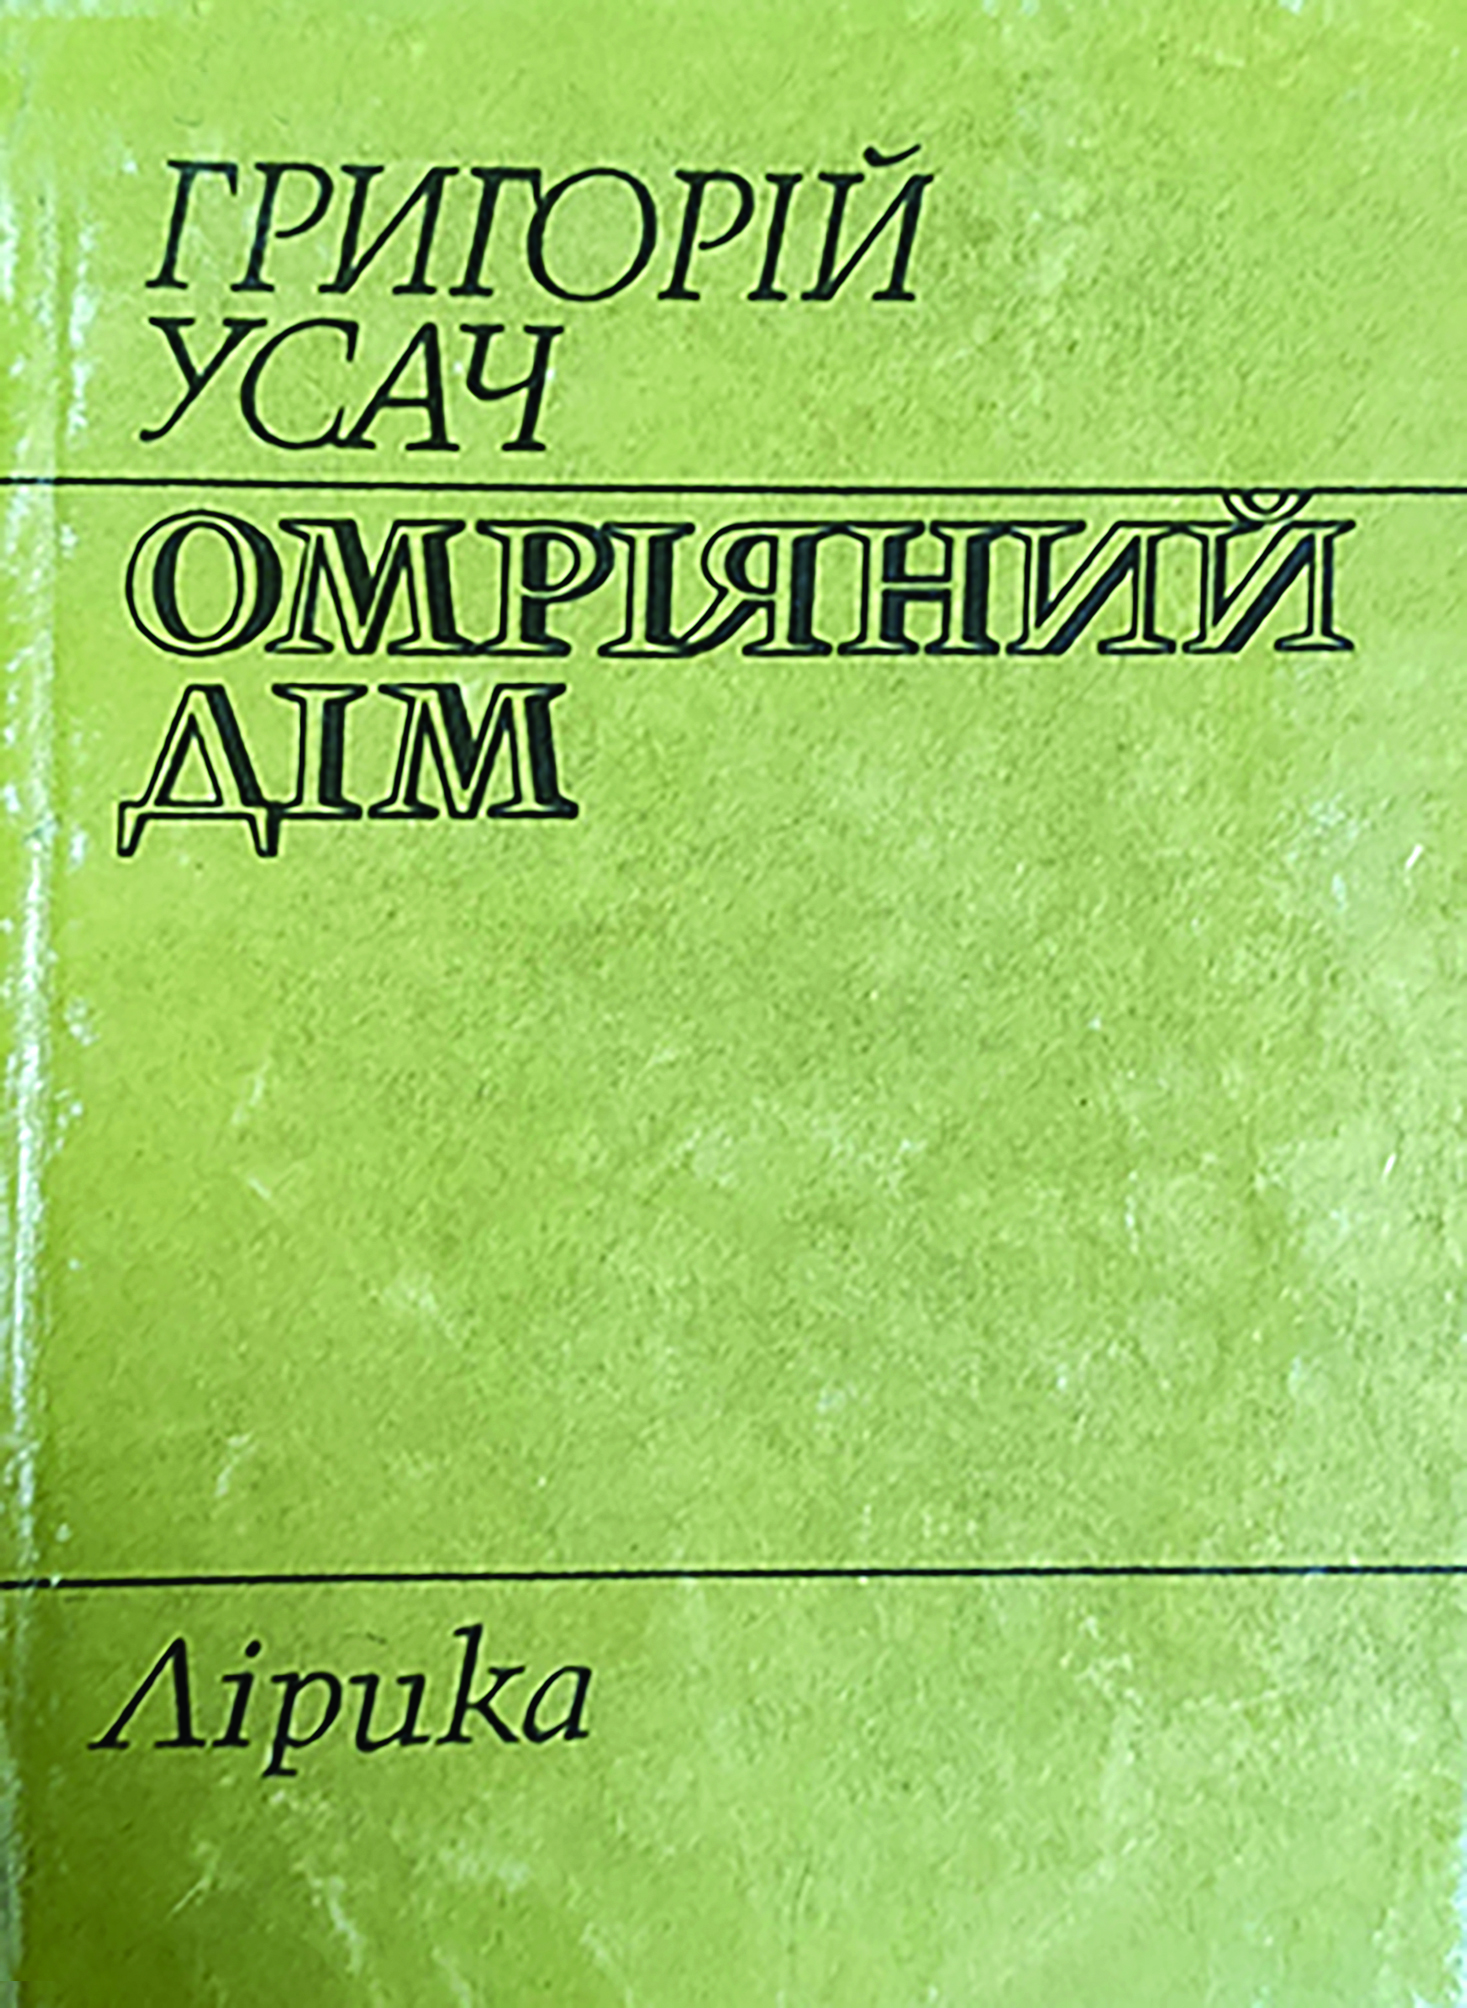 ГРИГОРІЙ
УСАЧ
ОМРІЯНИЙ
ДІМ
Лірика